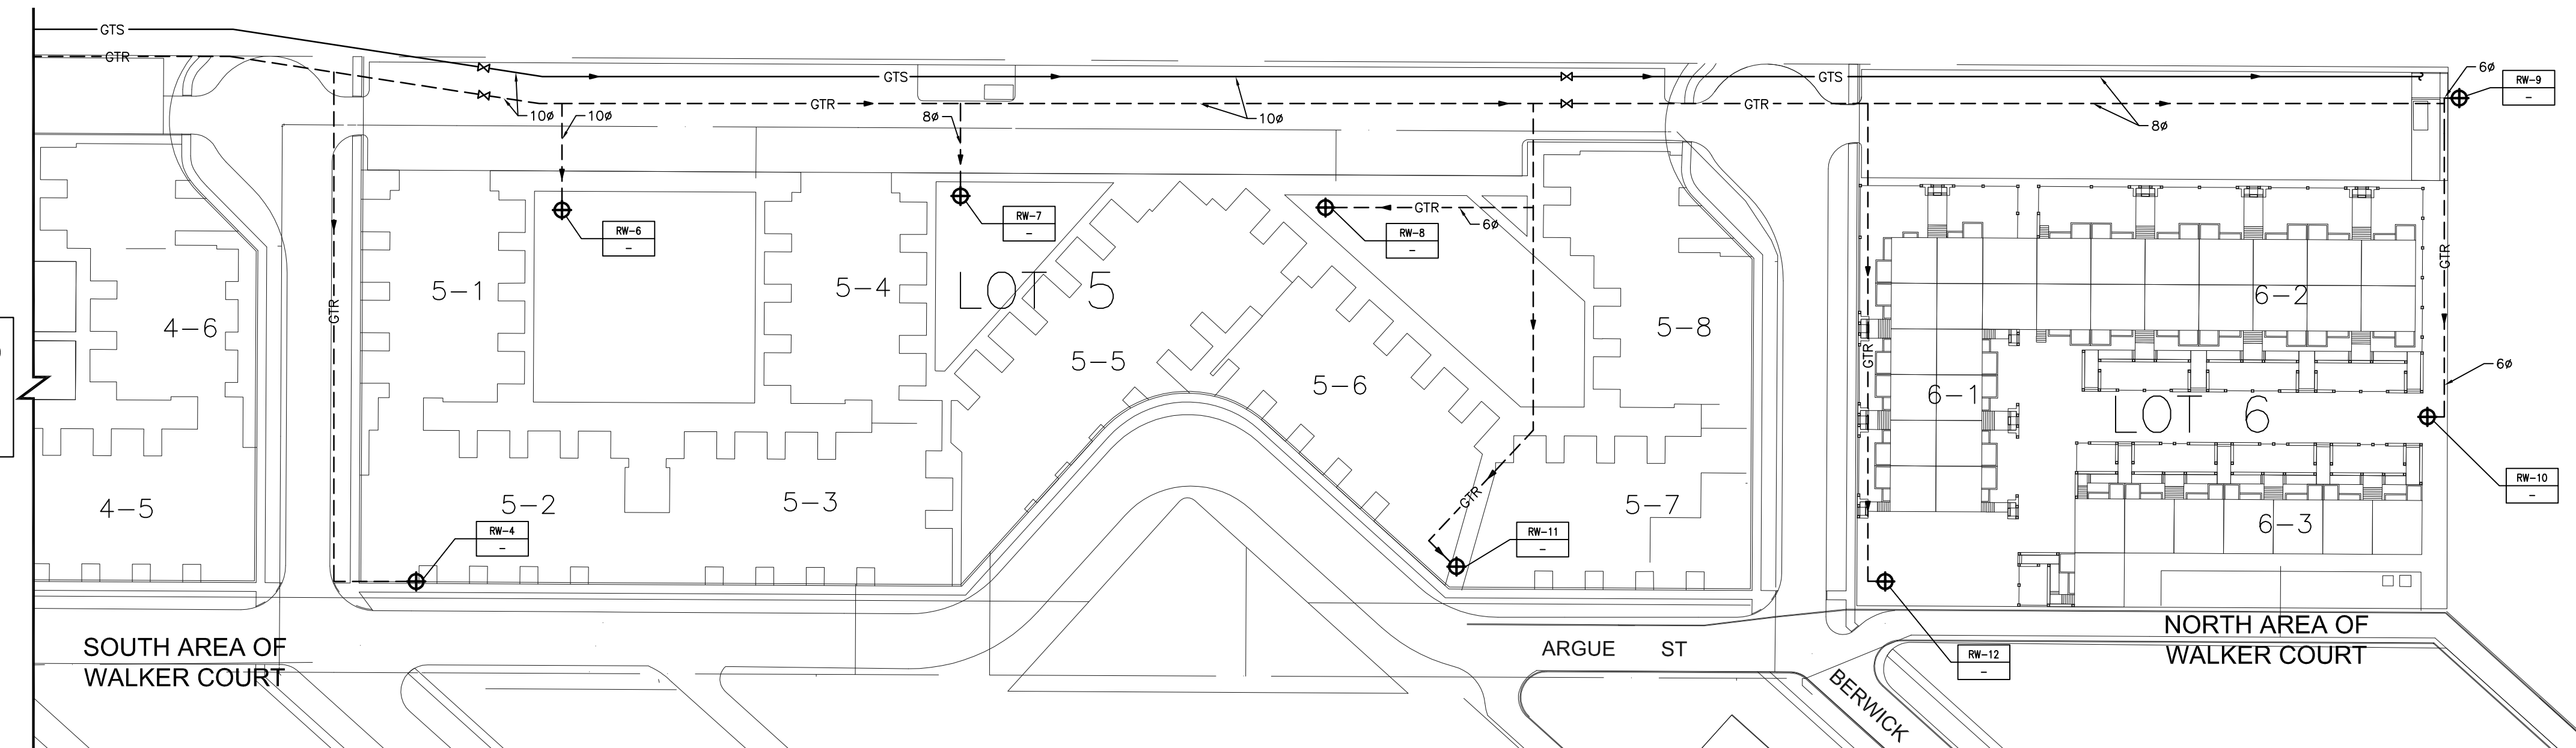 GTS
GTR
GTS
GTS
GTR
GTR
10ø
10ø
8ø
10ø
8ø
6ø
RW-9
-
RW-6
-
RW-7
-
RW-8
-
GTR
6ø
GTR
GTR
GTR
6ø
4-6
5-1
5-4
LOT 5
5-5
5-6
5-8
6-2
6-1
LOT 6
4-5
5-2
5-3
5-7
6-3
RW-4
-
GTR
RW-11
-
RW-10
-
SOUTH AREA OF
WALKER COURT
ARGUE ST
NORTH AREA OF
WALKER COURT
RW-12
-
BERWICK